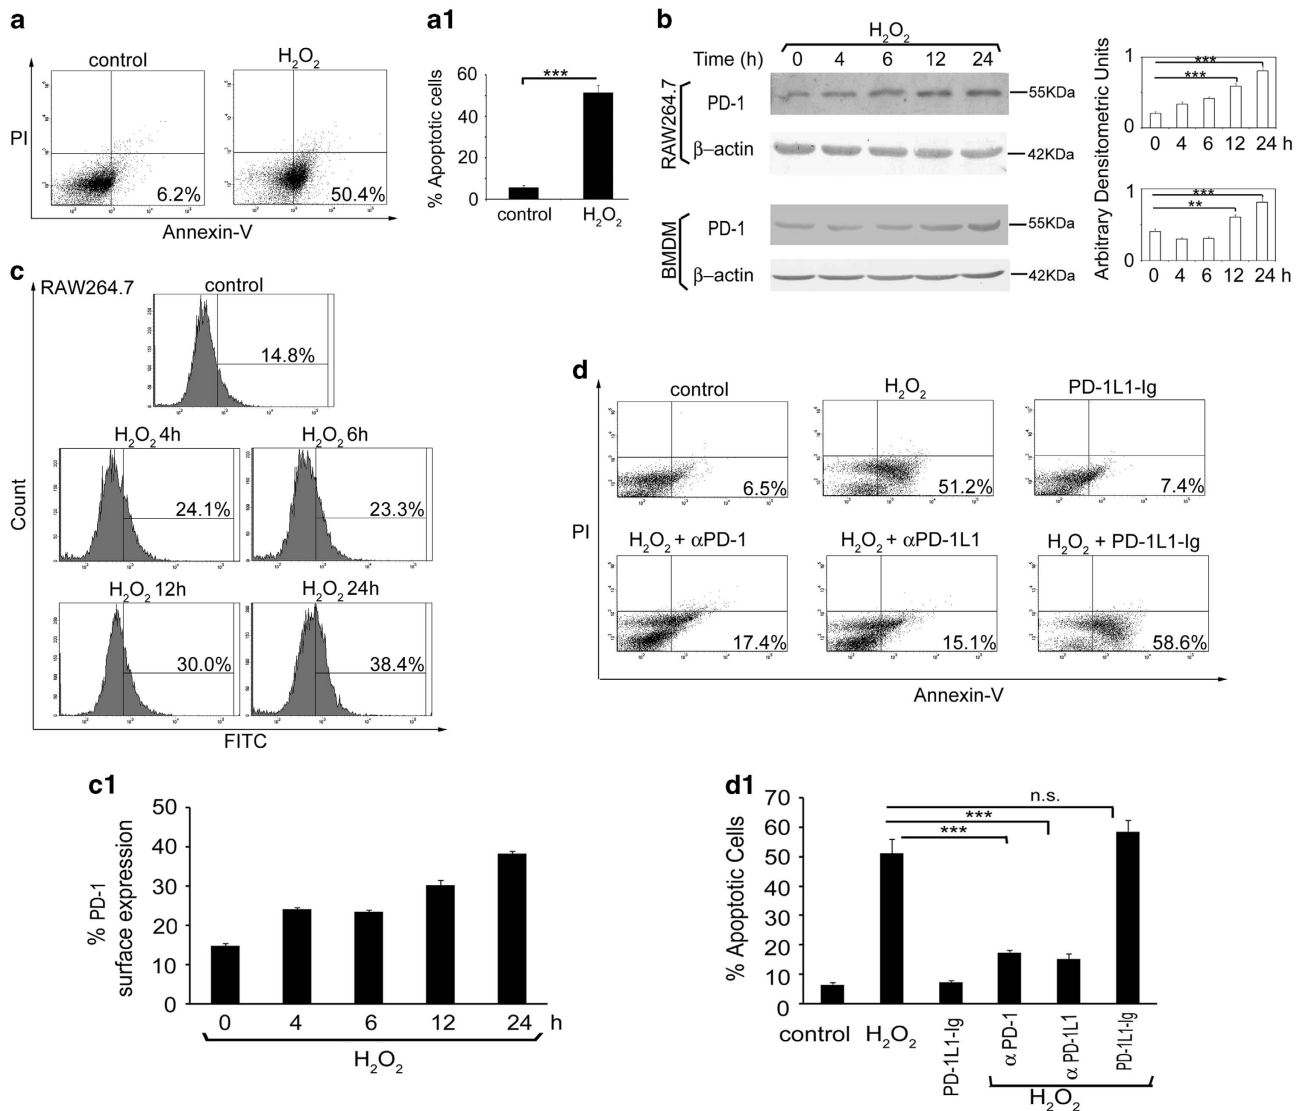 a
control
H2O2
PI
6.2%
50.4%
Annexin-V
a1
% Apoptotic cells
60
40
20
0
***
control
H2O2
b
H2O2
Time (h) 0 4 6 12 24
RAW264.7
PD-1
55KDa
β–actin
42KDa
BMDM
PD-1
55KDa
β–actin
42KDa
Arbitrary Densitometric Units
1
0
***
***
0 4 6 12 24 h
1
0
***
**
0 4 6 12 24 h
c
RAW264.7
control
14.8%
H2O2 4h
24.1%
H2O2 6h
23.3%
H2O2 12h
30.0%
H2O2 24h
38.4%
Count
FITC
d
control
6.5%
H2O2
51.2%
PD-1L1-Ig
7.4%
H2O2 + αPD-1
17.4%
H2O2 + αPD-1L1
15.1%
H2O2 + PD-1L1-Ig
58.6%
PI
Annexin-V
c1
% PD-1
surface expression
50
40
30
20
10
0
0 4 6 12 24 h
H2O2
d1
% Apoptotic Cells
70
60
50
40
30
20
10
0
n.s.
***
***
control
H2O2
PD-1L1-Ig
α PD-1
α PD-1L1
PD-1L1-Ig
H2O2